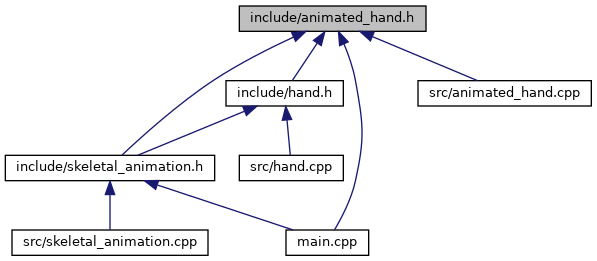 include/animated_hand.h
include/hand.h
src/animated_hand.cpp
include/skeletal_animation.h
src/hand.cpp
src/skeletal_animation.cpp
main.cpp